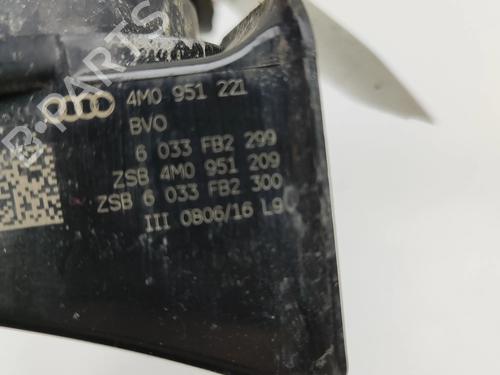 4M0 951 221
BVO
6 033 FB2 299
ZSB 4M0 951 209
ZSB 6 033 FB2 300
III 0806/16 L9
B-PARTS